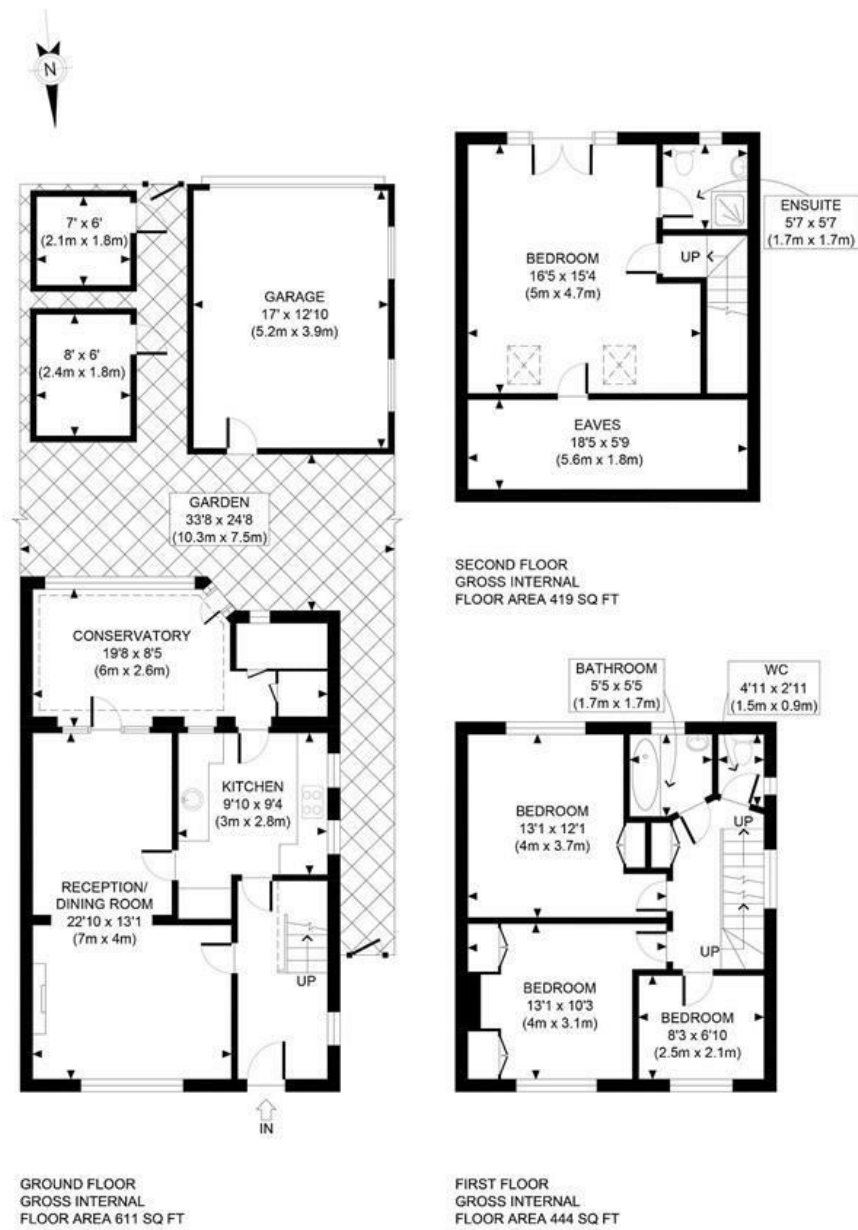 N
7' x 6'
(2.1m x 1.8m)
8' x 6'
(2.4m x 1.8m)
GARAGE
17' x 12'10
(5.2m x 3.9m)
GARDEN
33'8 x 24'8
(10.3m x 7.5m)
CONSERVATORY
19'8 x 8'5
(6m x 2.6m)
KITCHEN
9'10 x 9'4
(3m x 2.8m)
RECEPTION/
DINING ROOM
22'10 x 13'1
(7m x 4m)
UP
IN
GROUND FLOOR
GROSS INTERNAL
FLOOR AREA 611 SQ FT
BEDROOM
16'5 x 15'4
(5m x 4.7m)
UP
ENSUITE
5'7 x 5'7
(1.7m x 1.7m)
EAVES
18'5 x 5'9
(5.6m x 1.8m)
SECOND FLOOR
GROSS INTERNAL
FLOOR AREA 419 SQ FT
BATHROOM
5'5 x 5'5
(1.7m x 1.7m)
WC
4'11 x 2'11
(1.5m x 0.9m)
BEDROOM
13'1 x 12'1
(4m x 3.7m)
UP
UP
BEDROOM
13'1 x 10'3
(4m x 3.1m)
BEDROOM
8'3 x 6'10
(2.5m x 2.1m)
FIRST FLOOR
GROSS INTERNAL
FLOOR AREA 444 SQ FT